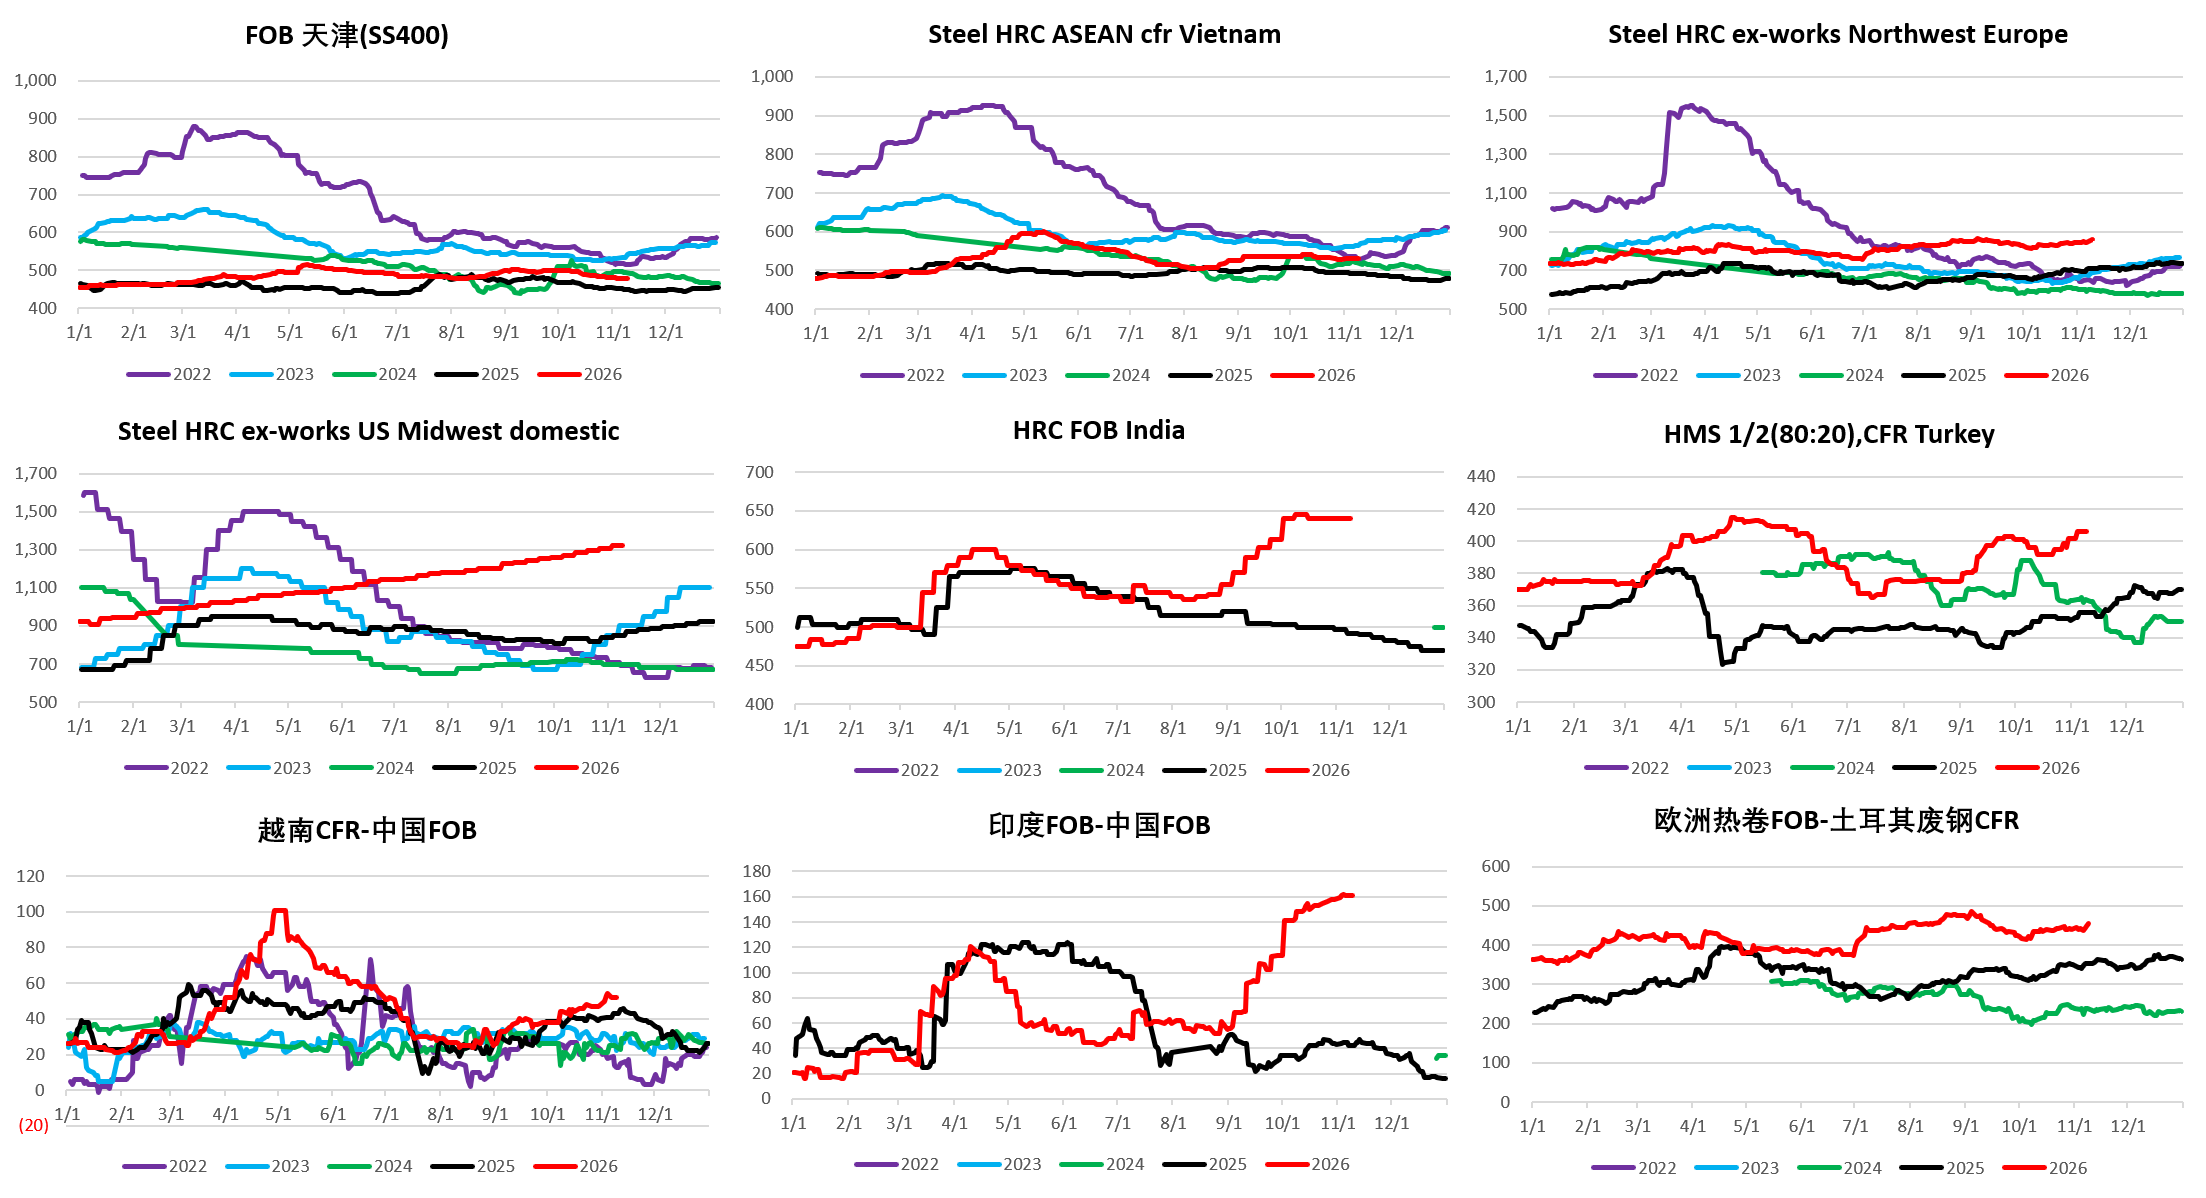 FOB 天津(SS400)
1,000
900
800
700
600
500
400
1/1 2/1 3/1 4/1 5/1 6/1 7/1 8/1 9/1 10/1 11/1 12/1
2022 2023 2024 2025 2026
Steel HRC ASEAN cfr Vietnam
1,000
900
800
700
600
500
400
1/1 2/1 3/1 4/1 5/1 6/1 7/1 8/1 9/1 10/1 11/1 12/1
2022 2023 2024 2025 2026
Steel HRC ex-works Northwest Europe
1,700
1,500
1,300
1,100
900
700
500
1/1 2/1 3/1 4/1 5/1 6/1 7/1 8/1 9/1 10/1 11/1 12/1
2022 2023 2024 2025 2026
Steel HRC ex-works US Midwest domestic
1,700
1,500
1,300
1,100
900
700
500
1/1 2/1 3/1 4/1 5/1 6/1 7/1 8/1 9/1 10/1 11/1 12/1
2022 2023 2024 2025 2026
HRC FOB India
700
650
600
550
500
450
400
1/1 2/1 3/1 4/1 5/1 6/1 7/1 8/1 9/1 10/1 11/1 12/1
2022 2023 2024 2025 2026
HMS 1/2(80:20),CFR Turkey
440
420
400
380
360
340
320
300
1/1 2/1 3/1 4/1 5/1 6/1 7/1 8/1 9/1 10/1 11/1 12/1
2022 2023 2024 2025 2026
越南CFR-中国FOB
120
100
80
60
40
20
0
(20)
1/1 2/1 3/1 4/1 5/1 6/1 7/1 8/1 9/1 10/1 11/1 12/1
2022 2023 2024 2025 2026
印度FOB-中国FOB
180
160
140
120
100
80
60
40
20
0
1/1 2/1 3/1 4/1 5/1 6/1 7/1 8/1 9/1 10/1 11/1 12/1
2022 2023 2024 2025 2026
欧洲热卷FOB-土耳其废钢CFR
600
500
400
300
200
100
0
1/1 2/1 3/1 4/1 5/1 6/1 7/1 8/1 9/1 10/1 11/1 12/1
2022 2023 2024 2025 2026